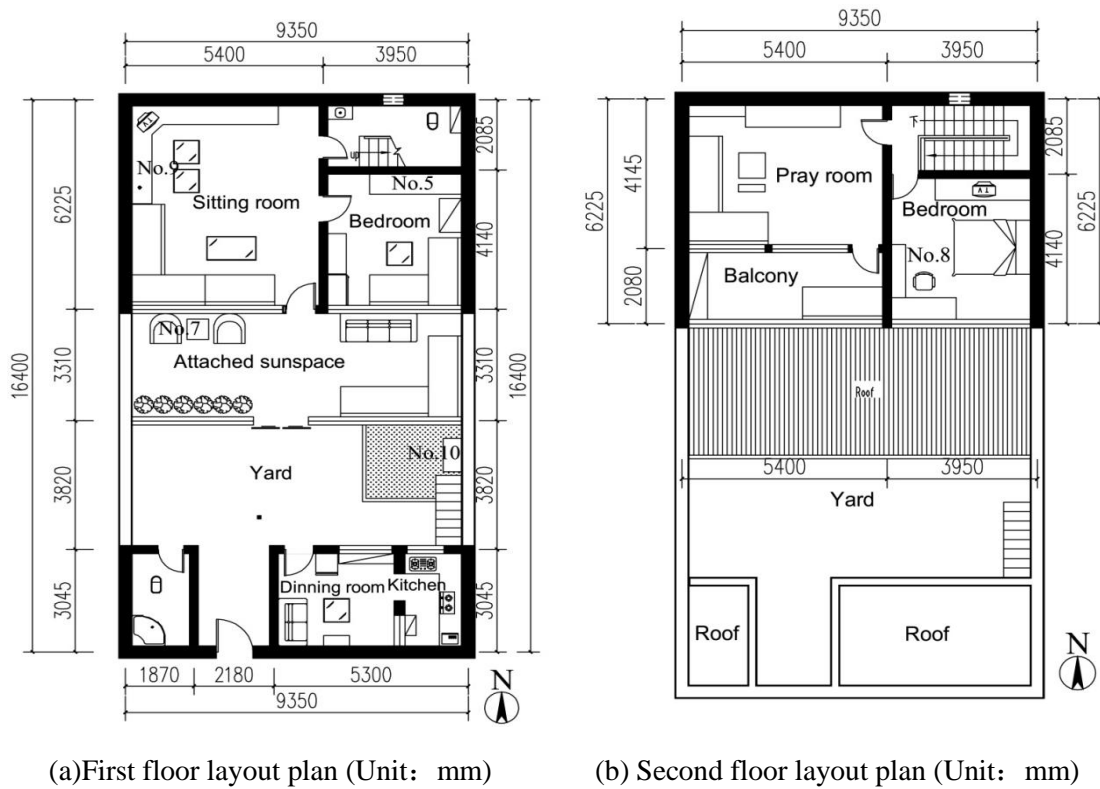 9350
5400 3950
16400
6225
3310
3820
3045
2085
4140
3310
3820
3045
16400
No.9
Sitting room
up
No.5
Bedroom
No.7
Attached sunspace
No.10
Yard
Dinning room
Kitchen
1870 2180 5300
9350
N
(a)First floor layout plan (Unit: mm)
9350
5400 3950
6225
4145
2080
2085
4140
6225
下
Pray room
Bedroom
No.8
Balcony
Roof
5400 3950
Yard
Roof
Roof
N
(b) Second floor layout plan (Unit: mm)